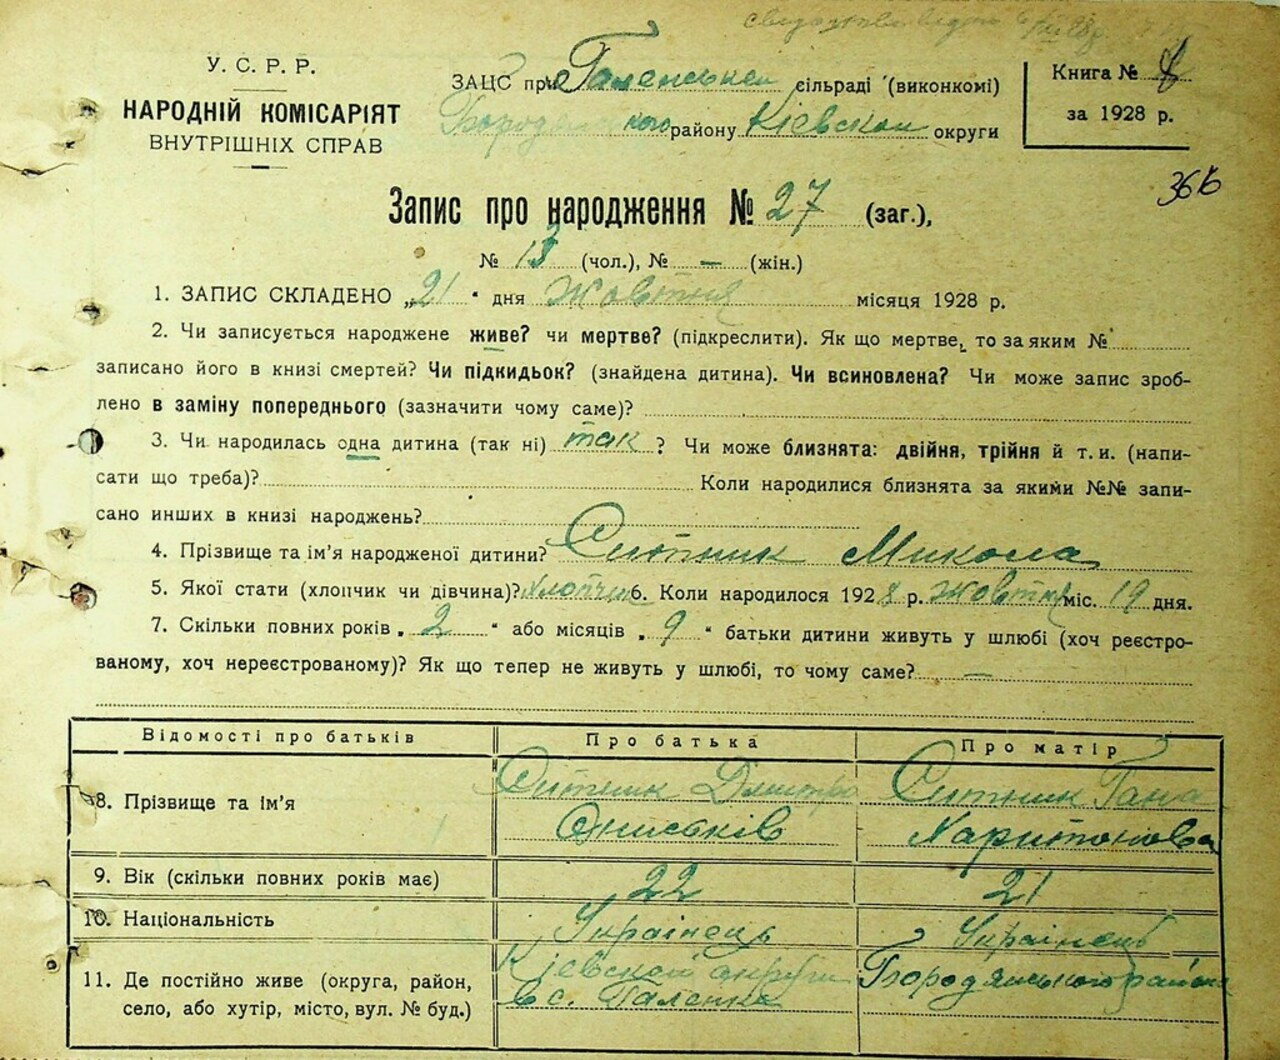 У. С. Р. Р.
НАРОДНІЙ КОМІСАРІЯТ
ВНУТРІШНІХ СПРАВ
ЗАЦС при Галенській сільраді (виконкомі)
району Кієвскои округи
Книга № 8
за 1928 р.
366
Запис про народження № 27 (заг.),
№ 13 (чол.), № — (жін.)
1. ЗАПИС СКЛАДЕНО „21“ дня Жовтня місяця 1928 р.
2. Чи записується народжене живе? чи мертве? (підкреслити). Як що мертве, то за яким №
записано його в книзі смертей? Чи підкидьок? (знайдена дитина). Чи всиновлена? Чи може запис зроб-
лено в заміну попереднього (зазначити чому саме)?
3. Чи народилась одна дитина (так ні) так? Чи може близнята: двійня, трійня й т. и. (напи-
сати що треба)? Коли народилися близнята за якими №№ запи-
сано инших в книзі народжень?
4. Прізвище та ім’я народженої дитини? Ситник Микола
5. Якої стати (хлопчик чи дівчина)? Хлопчик 6. Коли народилося 1928 р. Жовтня міс. 19 дня.
7. Скільки повних років „2“ або місяців „9“ батьки дитини живуть у шлюбі (хоч реєстро-
ваному, хоч нереєстрованому)? Як що тепер не живуть у шлюбі, то чому саме? —
Відомості про батьків Про батька Про матір
8. Прізвище та ім’я Ситник Дмитро Ситник Гана
Ониськів Харитонова
9. Вік (скільки повних років має) 22 21
10. Національність Українець Українець
11. Де постійно живе (округа, район, Кієвскои округи Бородянського района
село, або хутір, місто, вул. № буд.) в с. Галенка